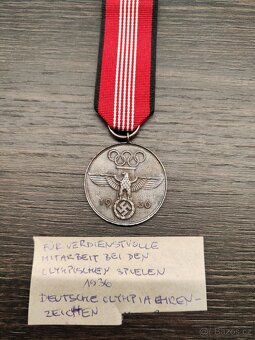 19 36
FÜR VERDIENSTVOLLE
MITARBEIT BEI DEN
OLYMPISCHEN SPIELEN
1936
DEUTSCHE OLYMPIA EHREN-
ZEICHEN